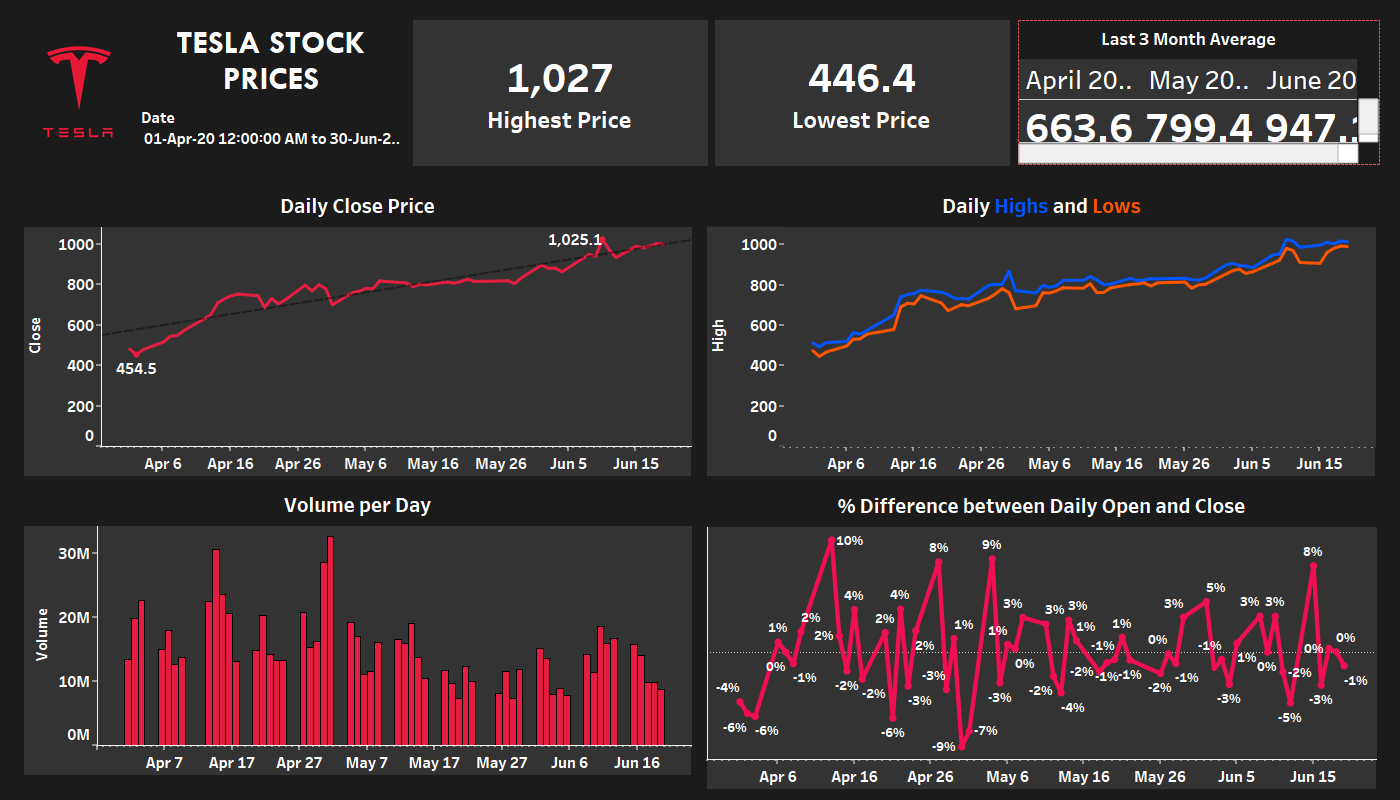 TESLA STOCK
PRICES
TESLA
Date
01-Apr-20 12:00:00 AM to 30-Jun-2..
1,027
Highest Price
446.4
Lowest Price
Last 3 Month Average
April 20.. May 20.. June 20
663.6 799.4 947.
Daily Close Price
Close
1000
800
600
400
200
0
1,025.1
454.5
Apr 6 Apr 16 Apr 26 May 6 May 16 May 26 Jun 5 Jun 15
Daily Highs and Lows
High
1000
800
600
400
200
0
Apr 6 Apr 16 Apr 26 May 6 May 16 May 26 Jun 5 Jun 15
Volume per Day
Volume
30M
20M
10M
0M
Apr 7 Apr 17 Apr 27 May 7 May 17 May 27 Jun 6 Jun 16
% Difference between Daily Open and Close
-4%
-6%
-6%
1%
0%
-1%
2%
10%
2%
-2%
4%
-2%
2%
-6%
4%
-3%
2%
8%
-3%
1%
-9%
-7%
9%
-3%
1%
0%
3%
3%
-2%
-4%
3%
1%
-2%
-1%
-1%
1%
-1%
-2%
0%
-1%
3%
5%
-1%
-3%
1%
3%
0%
3%
-2%
-5%
8%
-3%
0%
0%
-1%
Apr 6 Apr 16 Apr 26 May 6 May 16 May 26 Jun 5 Jun 15